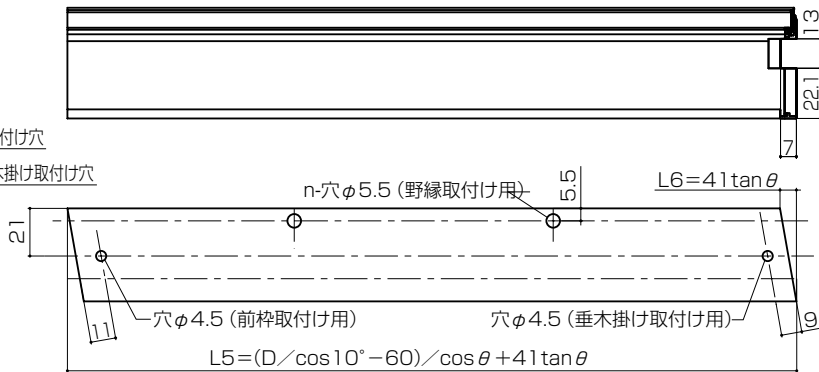 13
22.1
7
付け穴
掛け取付け穴
n-穴φ5.5 (野縁取付け用)
5.5
L6=41tanθ
21
11
穴φ4.5 (前枠取付け用)
穴φ4.5 (垂木掛け取付け用)
9
L5=(D/cos10°−60)/cosθ+41tanθ